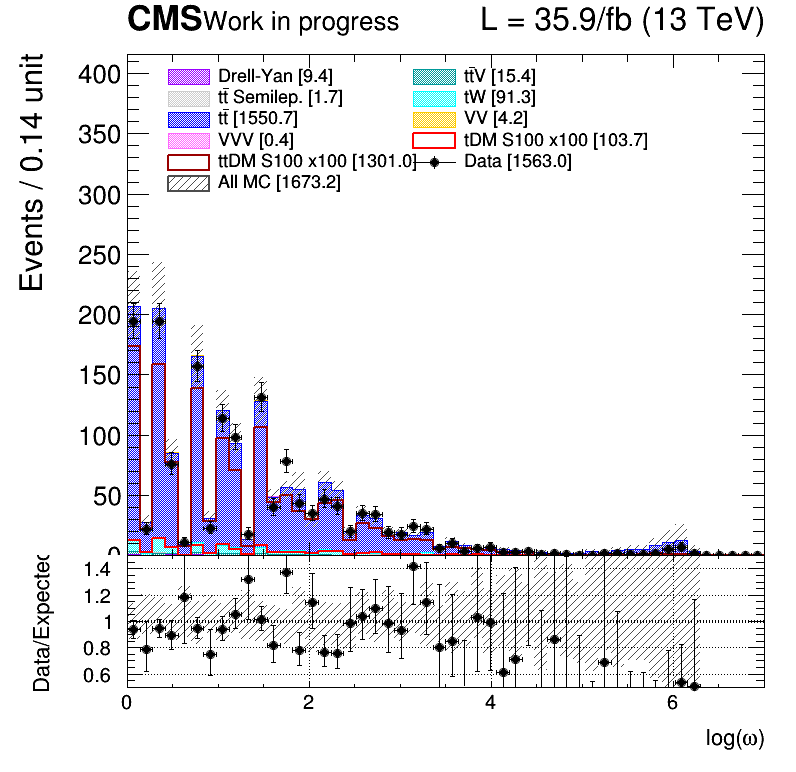 CMS Work in progress L = 35.9/fb (13 TeV)
Events / 0.14 unit
400
350
300
250
200
150
100
50
0
Drell-Yan [9.4] tt̄V [15.4]
tt̄ Semilep. [1.7] tW [91.3]
tt̄ [1550.7] VV [4.2]
VVV [0.4] tDM S100 x100 [103.7]
ttDM S100 x100 [1301.0] Data [1563.0]
All MC [1673.2]
Data/Expected
1.4
1.2
1
0.8
0.6
0 2 4 6
log(ω)